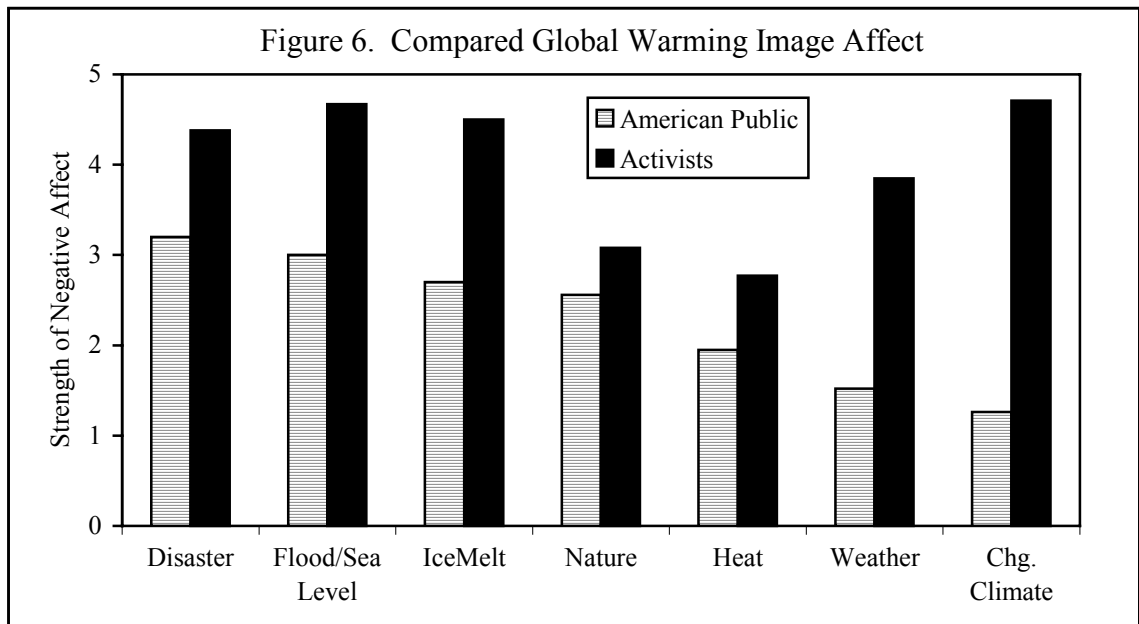 Figure 6.  Compared Global Warming Image Affect
5
4
3
2
1
0
Strength of Negative Affect
American Public
Activists
Disaster
Flood/Sea
Level
IceMelt
Nature
Heat
Weather
Chg.
Climate